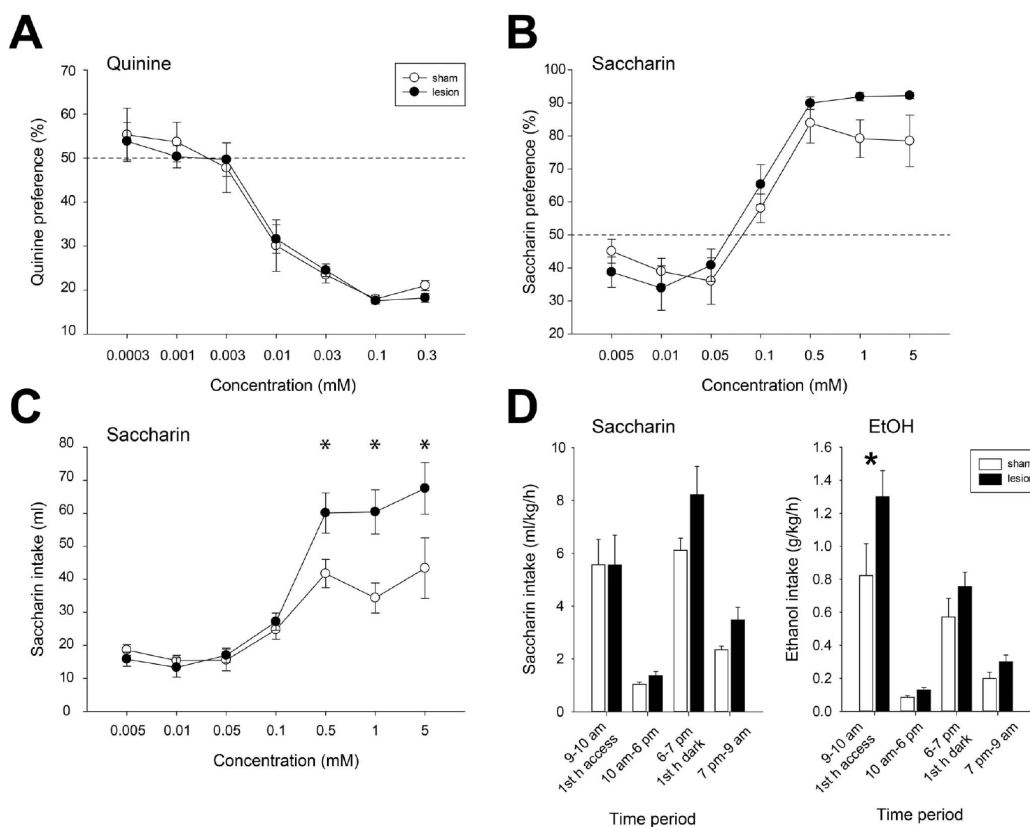 A
Quinine
sham
lesion
70
60
50
40
30
20
10
Quinine preference (%)
0.0003 0.001 0.003 0.01 0.03 0.1 0.3
Concentration (mM)
B
Saccharin
100
90
80
70
60
50
40
30
20
Saccharin preference (%)
0.005 0.01 0.05 0.1 0.5 1 5
Concentration (mM)
C
Saccharin
80
70
60
50
40
30
20
10
0
Saccharin intake (ml)
* * *
0.005 0.01 0.05 0.1 0.5 1 5
Concentration (mM)
D
Saccharin
8
6
4
2
0
Saccharin intake (ml/kg/h)
9-10 am
1st h access
10 am-6 pm
6-7 pm
1st h dark
7 pm-9 am
Time period
EtOH
sham
lesion
*
1.6
1.4
1.2
1.0
0.8
0.6
0.4
0.2
0.0
Ethanol intake (g/kg/h)
9-10 am
1st h access
10 am-6 pm
6-7 pm
1st h dark
7 pm-9 am
Time period